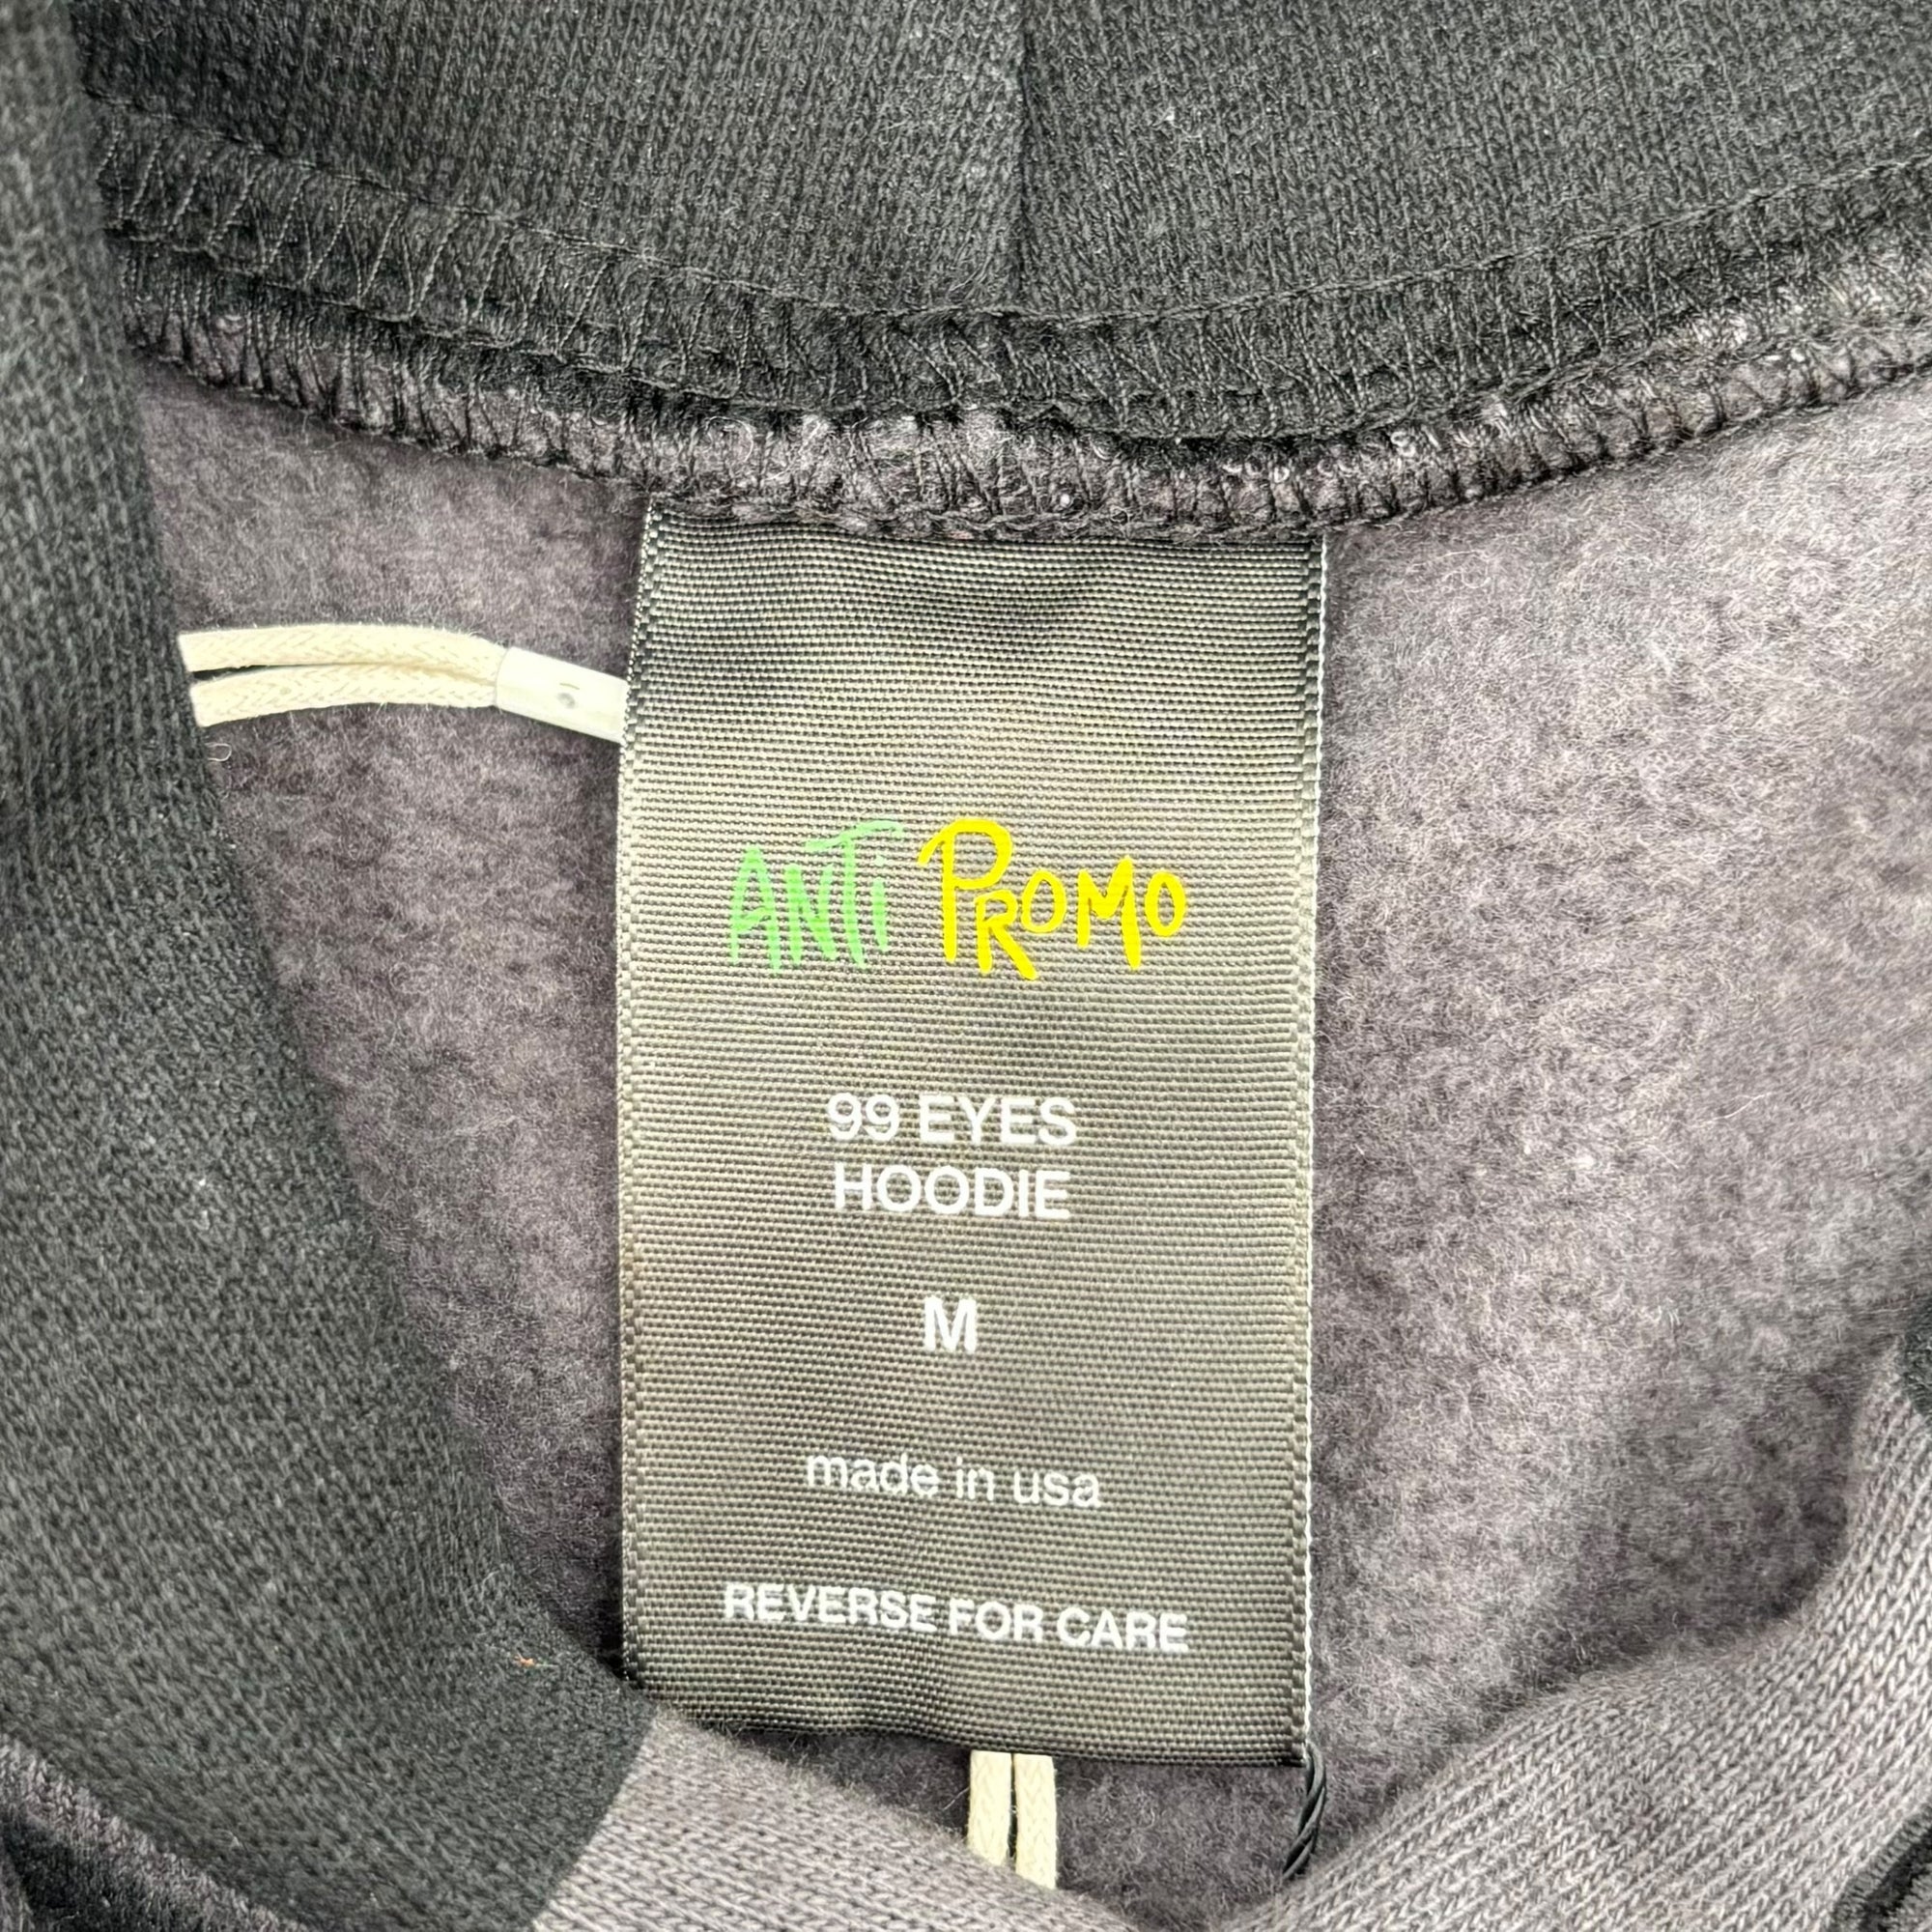 ANTi PROMO
99 EYES
HOODIE
M
made in usa
REVERSE FOR CARE